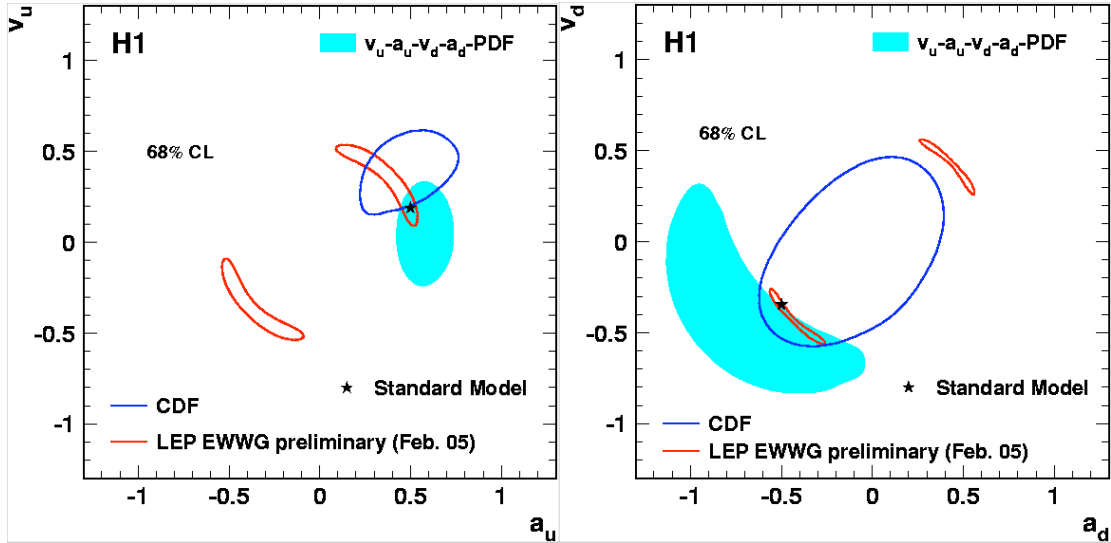 v_u
H1
v_u-a_u-v_d-a_d-PDF
1
68% CL
0.5
0
-0.5
Standard Model
CDF
-1
LEP EWWG preliminary (Feb. 05)
-1 -0.5 0 0.5 1
a_u
v_d
H1
v_u-a_u-v_d-a_d-PDF
1
68% CL
0.5
0
-0.5
Standard Model
CDF
-1
LEP EWWG preliminary (Feb. 05)
-1 -0.5 0 0.5 1
a_d